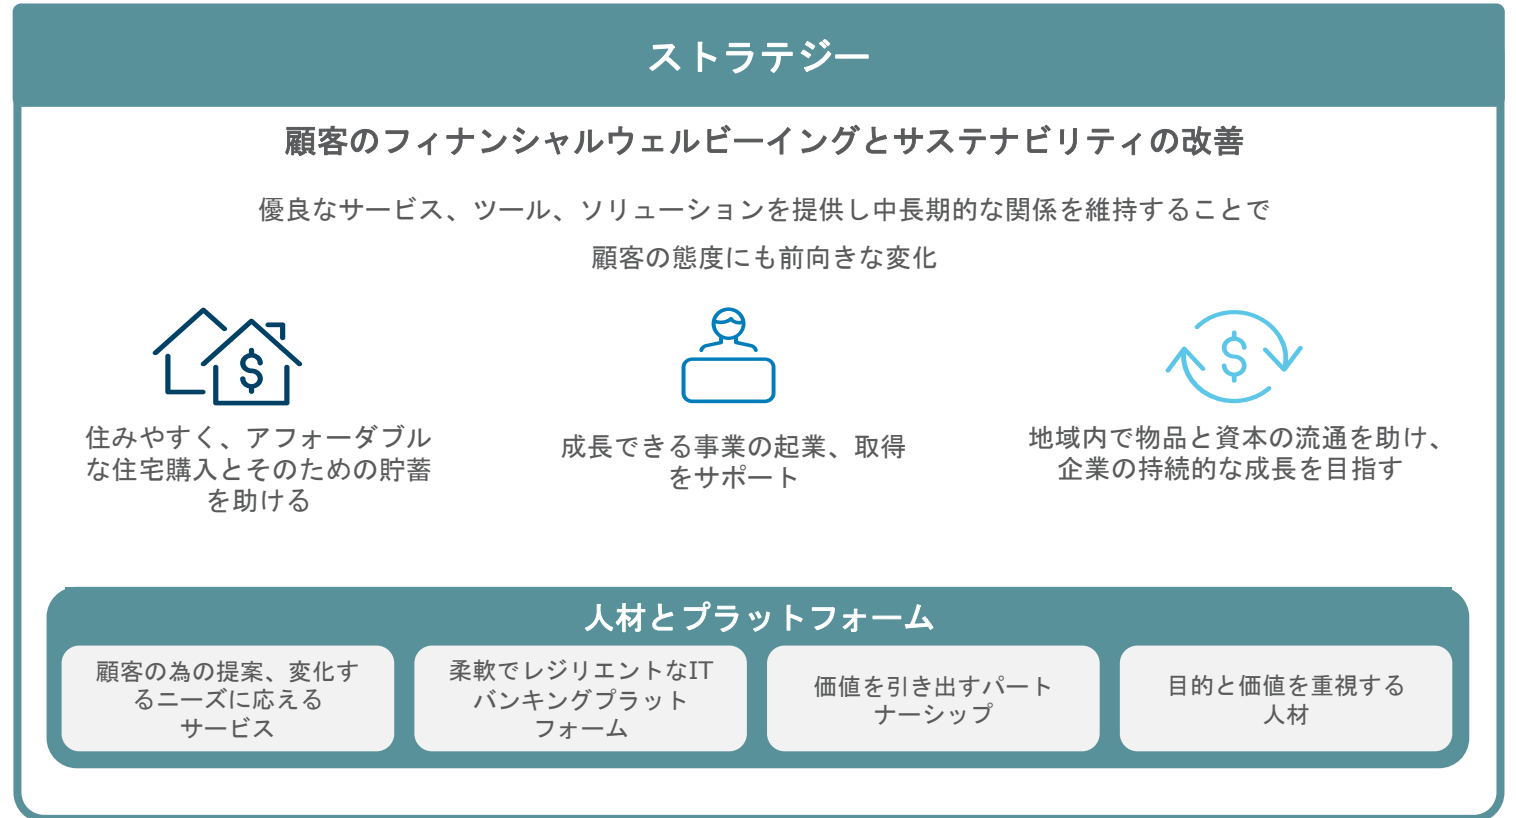 ストラテジー
顧客のフィナンシャルウェルビーイングとサステナビリティの改善
優良なサービス、ツール、ソリューションを提供し中長期的な関係を維持することで
顧客の態度にも前向きな変化
$
$
住みやすく、アフォーダブル
な住宅購入とそのための貯蓄
を助ける
成長できる事業の起業、取得
をサポート
地域内で物品と資本の流通を助け、
企業の持続的な成長を目指す
人材とプラットフォーム
顧客の為の提案、変化す
るニーズに応える
サービス
柔軟でレジリエントなIT
バンキングプラット
フォーム
価値を引き出すパート
ナーシップ
目的と価値を重視する
人材